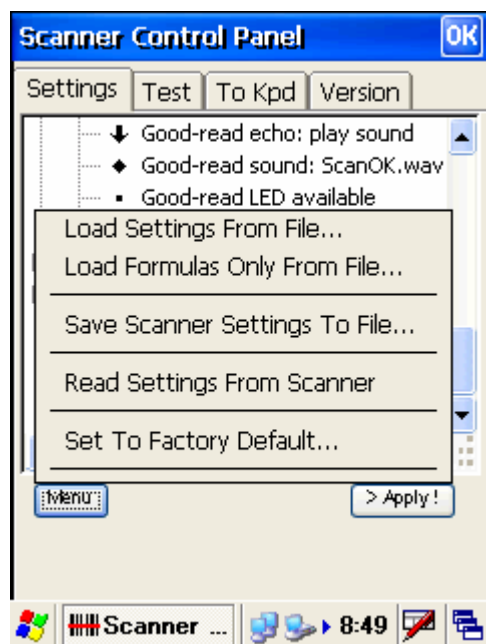 Scanner Control Panel OK
Settings Test To Kpd Version
Good-read echo: play sound
Good-read sound: ScanOK.wav
Good-read LED available
Load Settings From File...
Load Formulas Only From File...
Save Scanner Settings To File...
Read Settings From Scanner
Set To Factory Default...
Menu > Apply !
Scanner ... 8:49